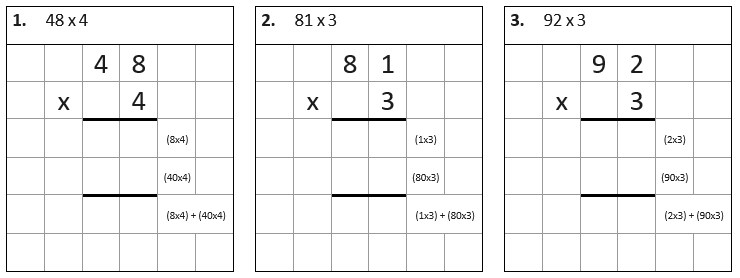 1. 48 x 4
4 8
x 4
(8x4)
(40x4)
(8x4) + (40x4)
2. 81 x 3
8 1
x 3
(1x3)
(80x3)
(1x3) + (80x3)
3. 92 x 3
9 2
x 3
(2x3)
(90x3)
(2x3) + (90x3)